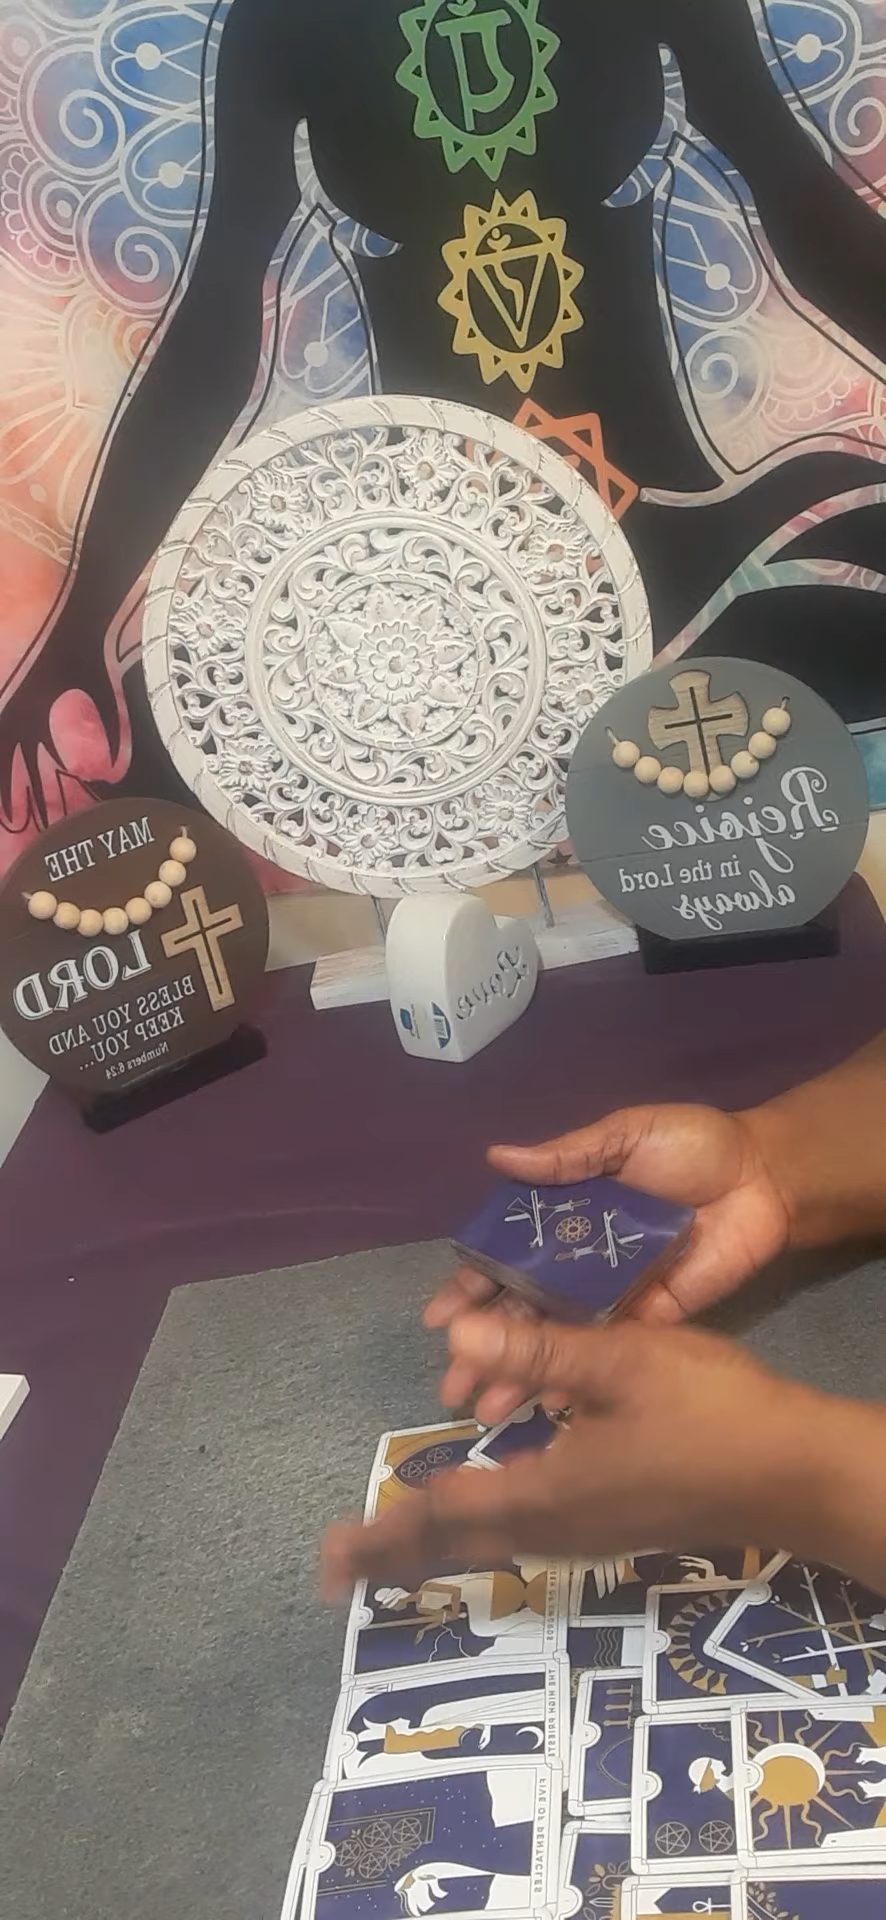 MAY THE
LORD
BLESS YOU AND
KEEP YOU...
Numbers 6:24
Rejoice
in the Lord
always
Love
THE HIGH PRIESTESS
FIVE OF PENTACLES